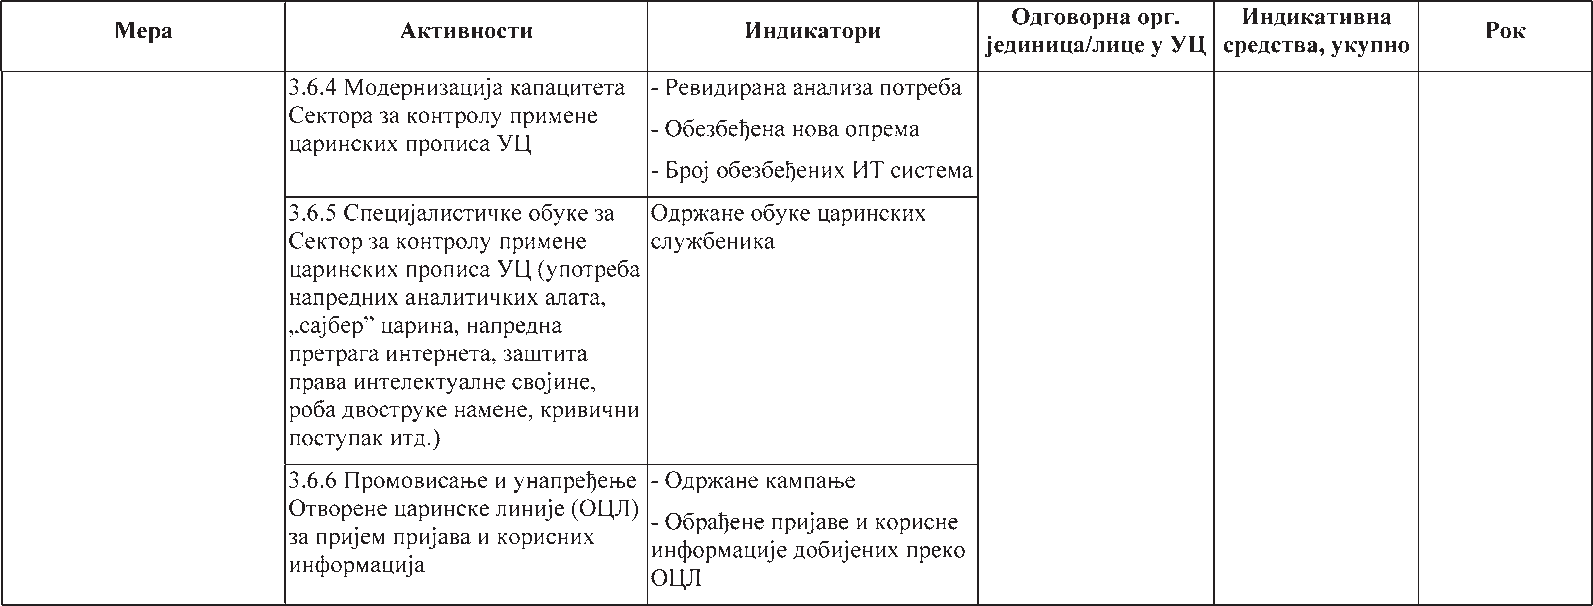 Мера
Активности
Индикатори
Одговорна орг.
јединица/лице у УЦ
Индикативна
средства, укупно
Рок
3.6.4 Модернизација капацитета
Сектора за контролу примене
царинских прописа УЦ
- Ревидирана анализа потреба
- Обезбеђена нова опрема
- Број обезбеђених ИТ система
3.6.5 Специјалистичке обуке за
Сектор за контролу примене
царинских прописа УЦ (употреба
напредних аналитичких алата,
„сајбер” царина, напредна
претрага интернета, заштита
права интелектуалне својине,
роба двоструке намене, кривични
поступак итд.)
Одржане обуке царинских
службеника
3.6.6 Промовисање и унапређење
Отворене царинске линије (ОЦЛ)
за пријем пријава и корисних
информација
- Одржане кампање
- Обрађене пријаве и корисне
информације добијених преко
ОЦЛ